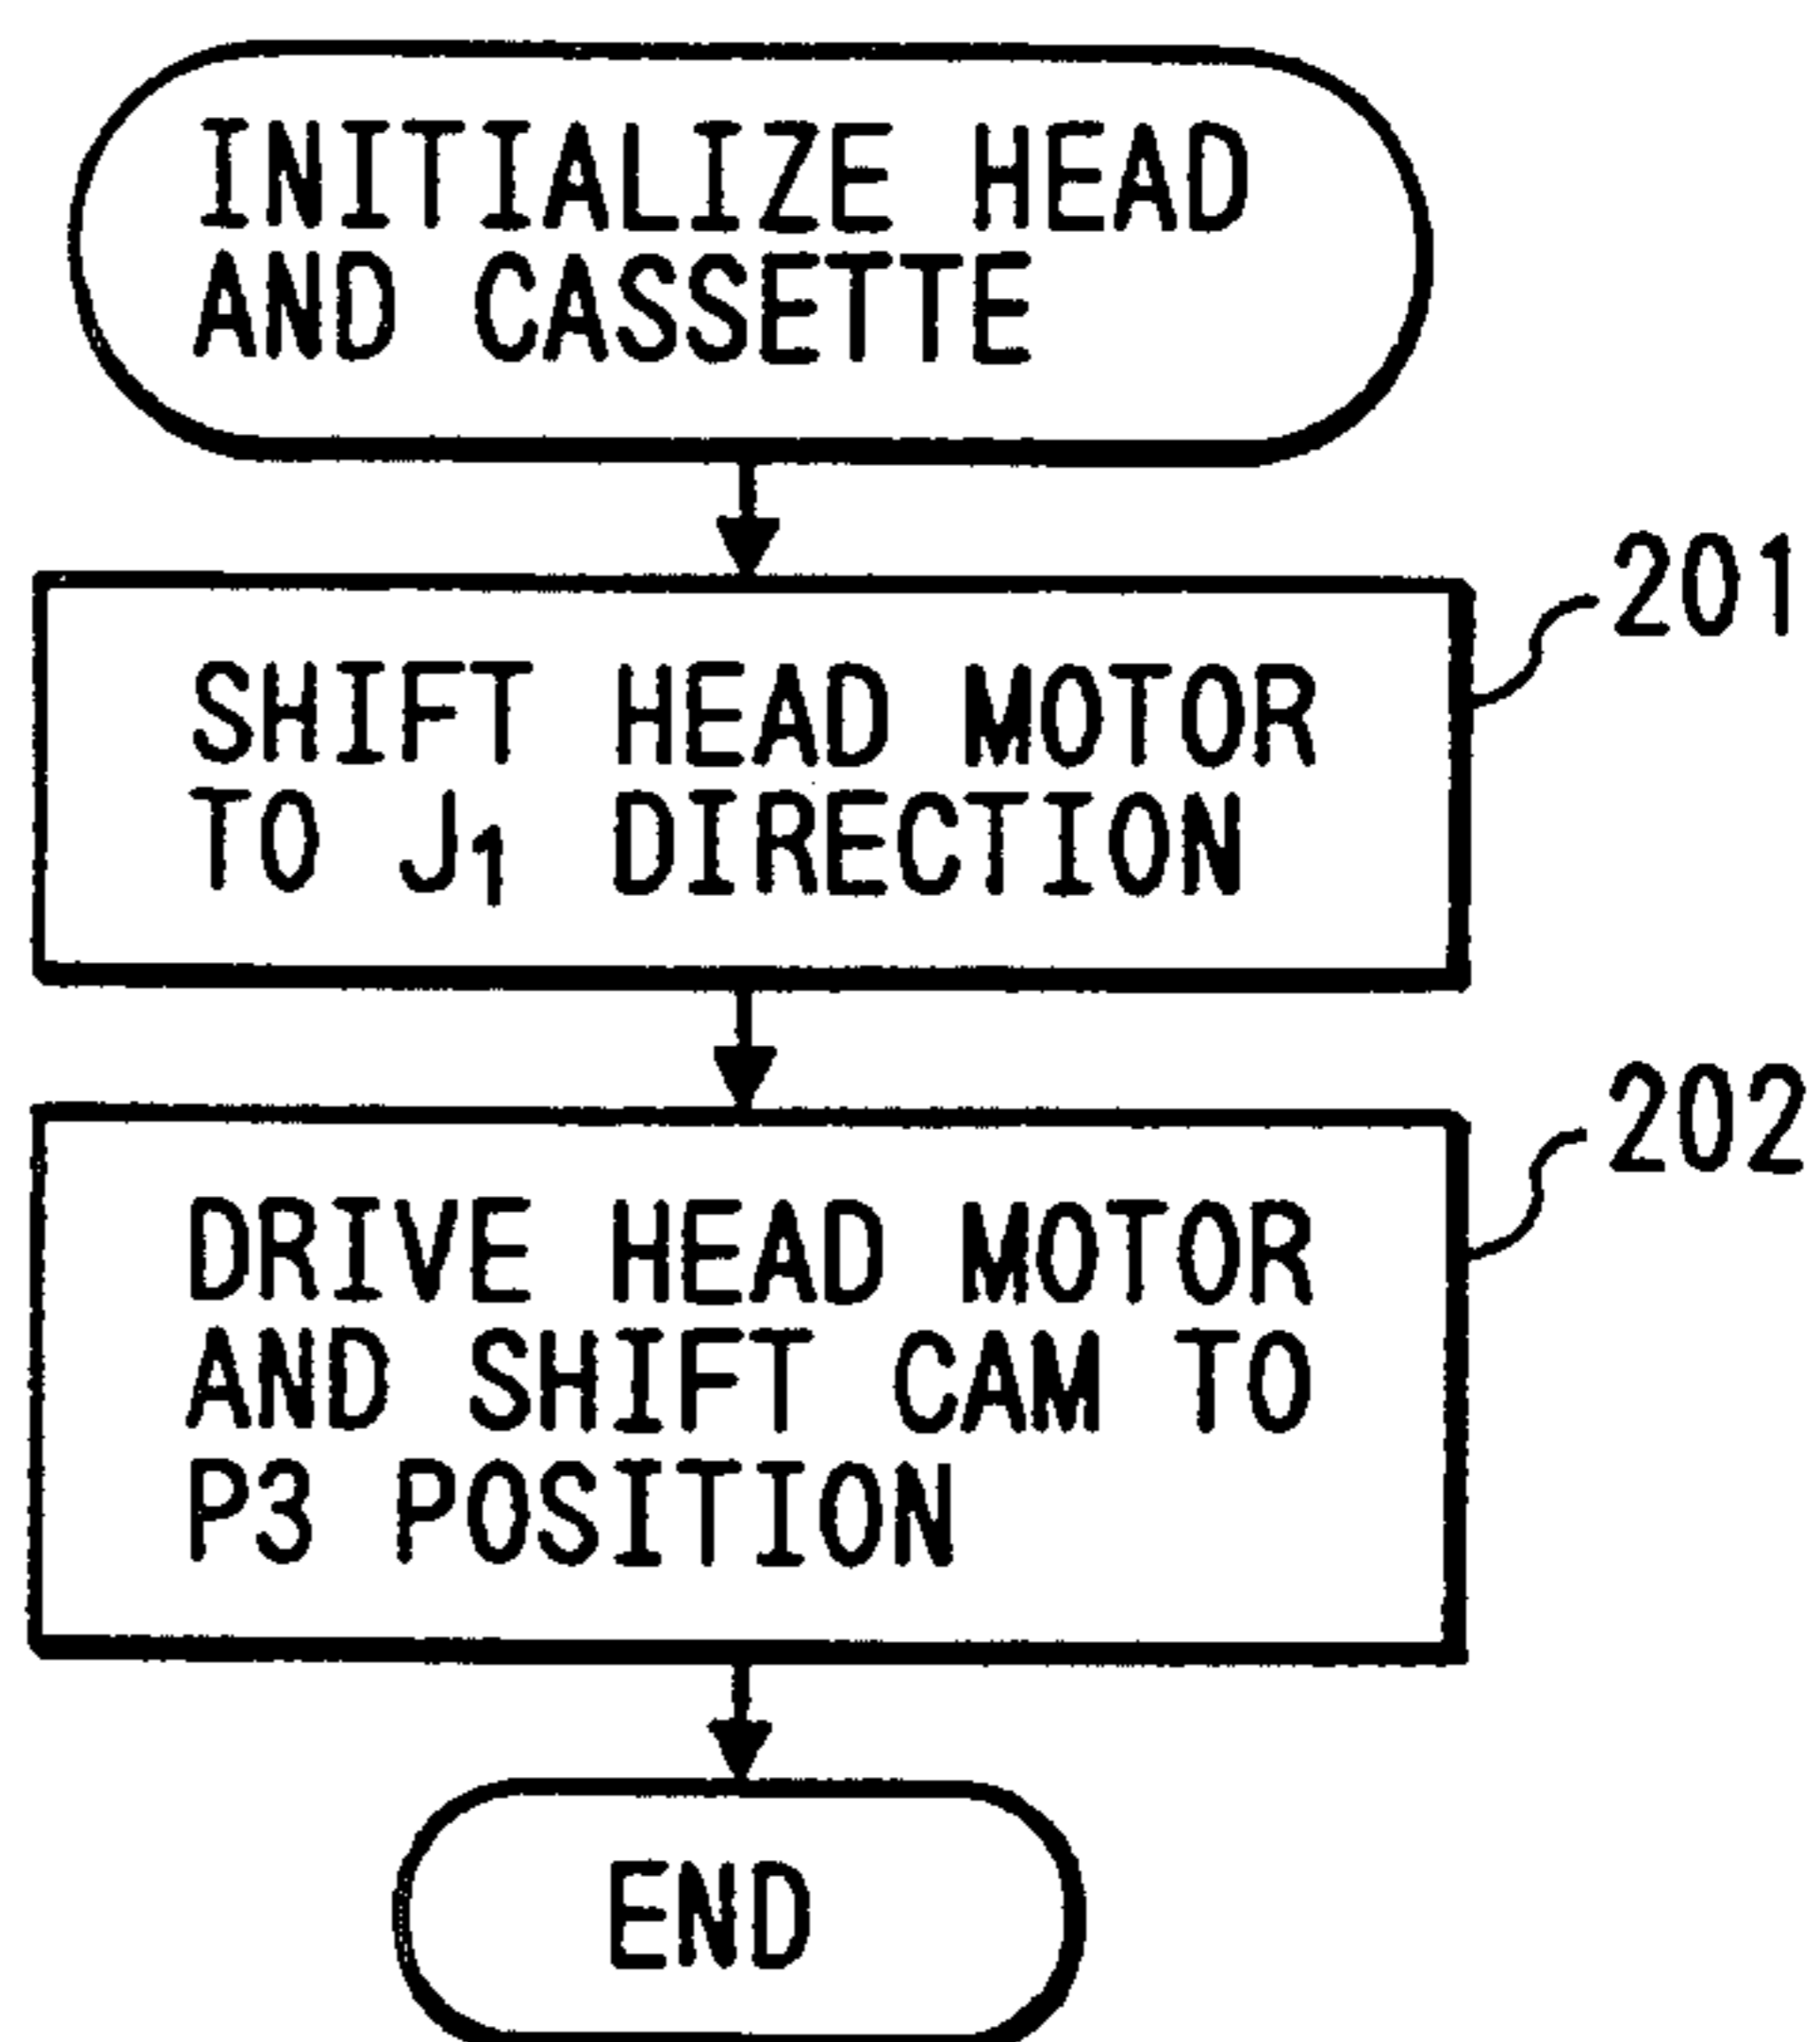 INITIALIZE HEAD
AND CASSETTE
201
SHIFT HEAD MOTOR
TO J₁ DIRECTION
202
DRIVE HEAD MOTOR
AND SHIFT CAM TO
P3 POSITION
END